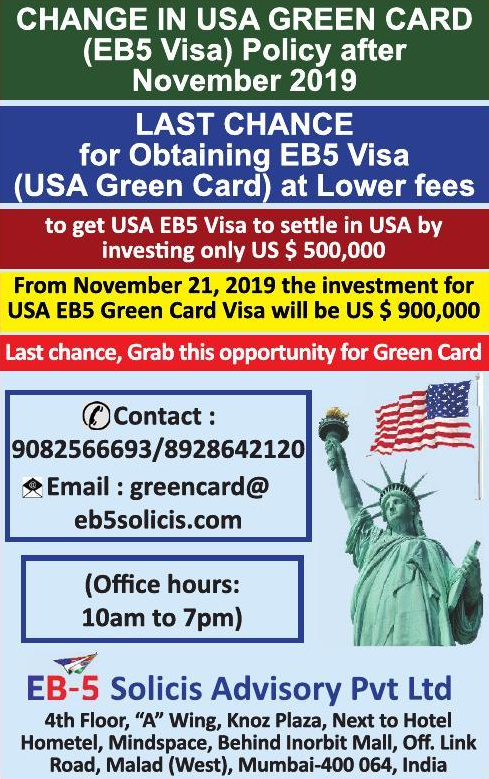 CHANGE IN USA GREEN CARD
(EB5 Visa) Policy after
November 2019
LAST CHANCE
for Obtaining EB5 Visa
(USA Green Card) at Lower fees
to get USA EB5 Visa to settle in USA by
investing only US $ 500,000
From November 21, 2019 the investment for
USA EB5 Green Card Visa will be US $ 900,000
Last chance, Grab this opportunity for Green Card
Contact :
9082566693/8928642120
Email : greencard@
eb5solicis.com
(Office hours:
10am to 7pm)
EB-5 Solicis Advisory Pvt Ltd
4th Floor, “A” Wing, Knoz Plaza, Next to Hotel
Hometel, Mindspace, Behind Inorbit Mall, Off. Link
Road, Malad (West), Mumbai-400 064, India